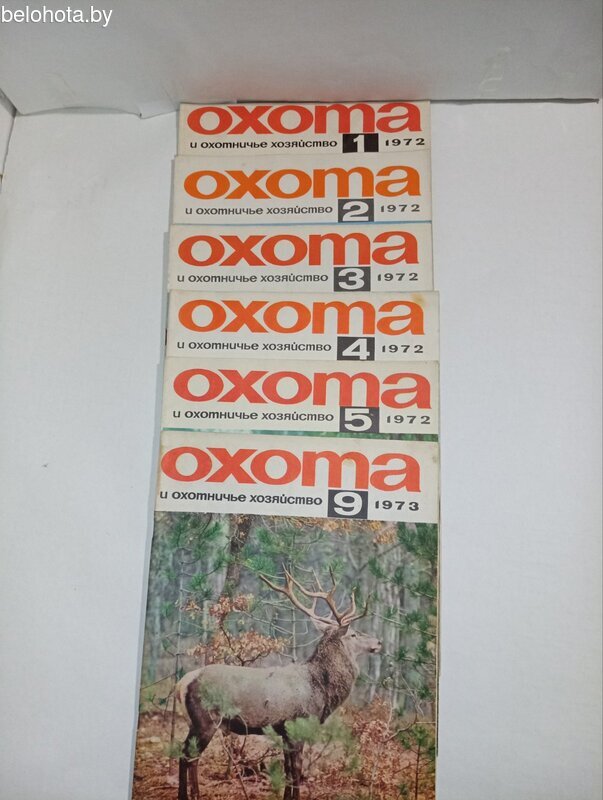 belohota.by
охота
и охотничье хозяйство 1 1972
охота
и охотничье хозяйство 2 1972
охота
и охотничье хозяйство 3 1972
охота
и охотничье хозяйство 4 1972
охота
и охотничье хозяйство 5 1972
охота
и охотничье хозяйство 9 1973